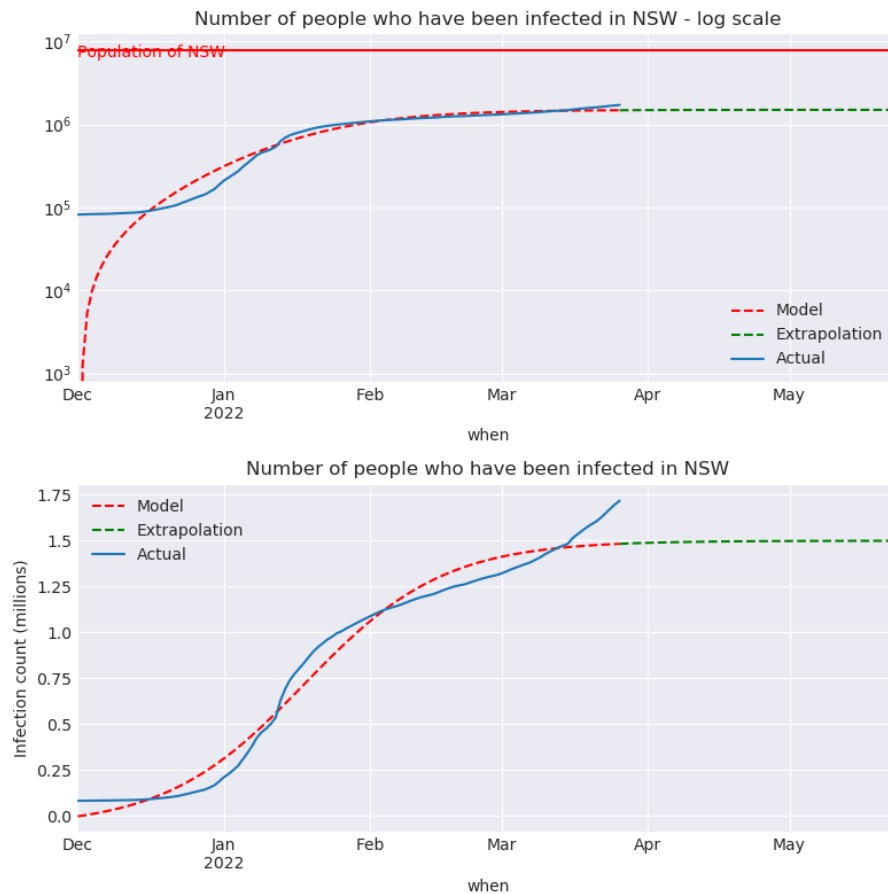 Number of people who have been infected in NSW - log scale
10^7
Population of NSW
10^6
10^5
10^4
10^3
Model
Extrapolation
Actual
Dec Jan Feb Mar Apr May
2022
when
Number of people who have been infected in NSW
Infection count (millions)
1.75
1.5
1.25
1.0
0.75
0.5
0.25
0.0
Model
Extrapolation
Actual
Dec Jan Feb Mar Apr May
2022
when